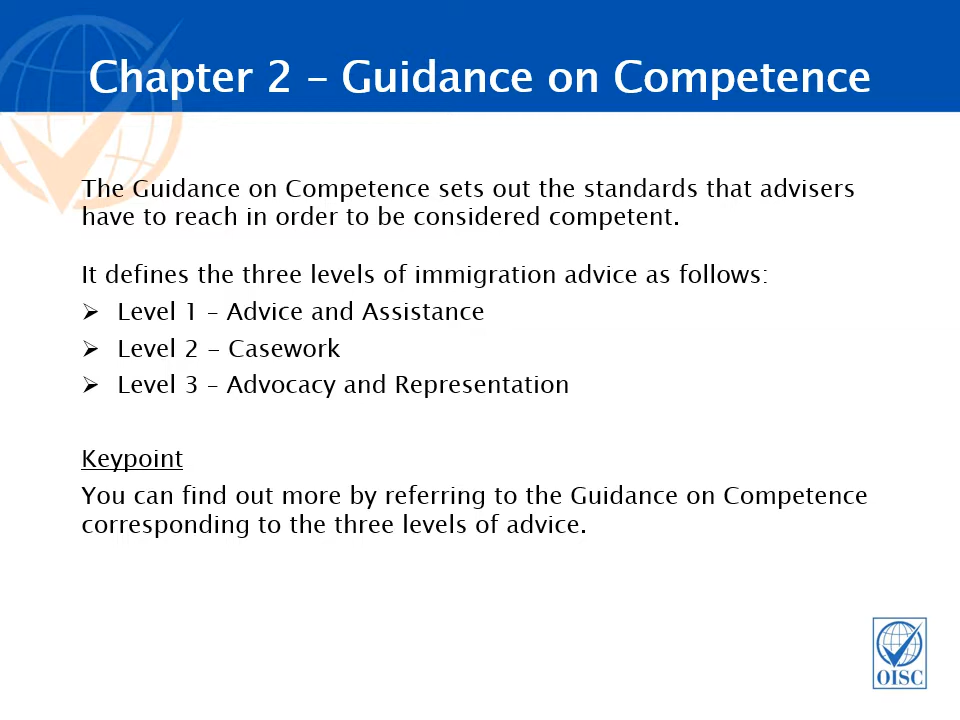 Chapter 2 – Guidance on Competence
The Guidance on Competence sets out the standards that advisers
have to reach in order to be considered competent.
It defines the three levels of immigration advice as follows:
➢ Level 1 – Advice and Assistance
➢ Level 2 – Casework
➢ Level 3 – Advocacy and Representation
Keypoint
You can find out more by referring to the Guidance on Competence
corresponding to the three levels of advice.
OISC